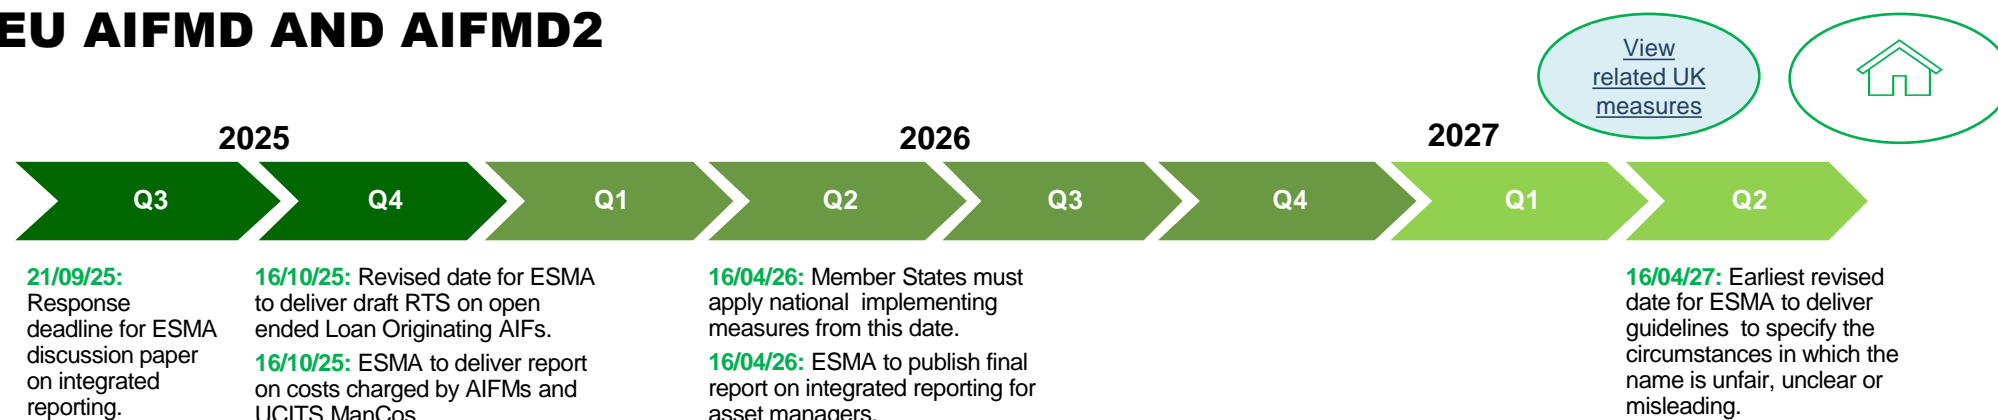 EU AIFMD AND AIFMD2
View
related UK
measures
2025
2026
2027
Q3
Q4
Q1
Q2
Q3
Q4
Q1
Q2
21/09/25:
Response
deadline for ESMA
discussion paper
on integrated
reporting.
16/10/25: Revised date for ESMA
to deliver draft RTS on open
ended Loan Originating AIFs.
16/10/25: ESMA to deliver report
on costs charged by AIFMs and
UCITS ManCos
16/04/26: Member States must
apply national implementing
measures from this date.
16/04/26: ESMA to publish final
report on integrated reporting for
asset managers.
16/04/27: Earliest revised
date for ESMA to deliver
guidelines to specify the
circumstances in which the
name is unfair, unclear or
misleading.